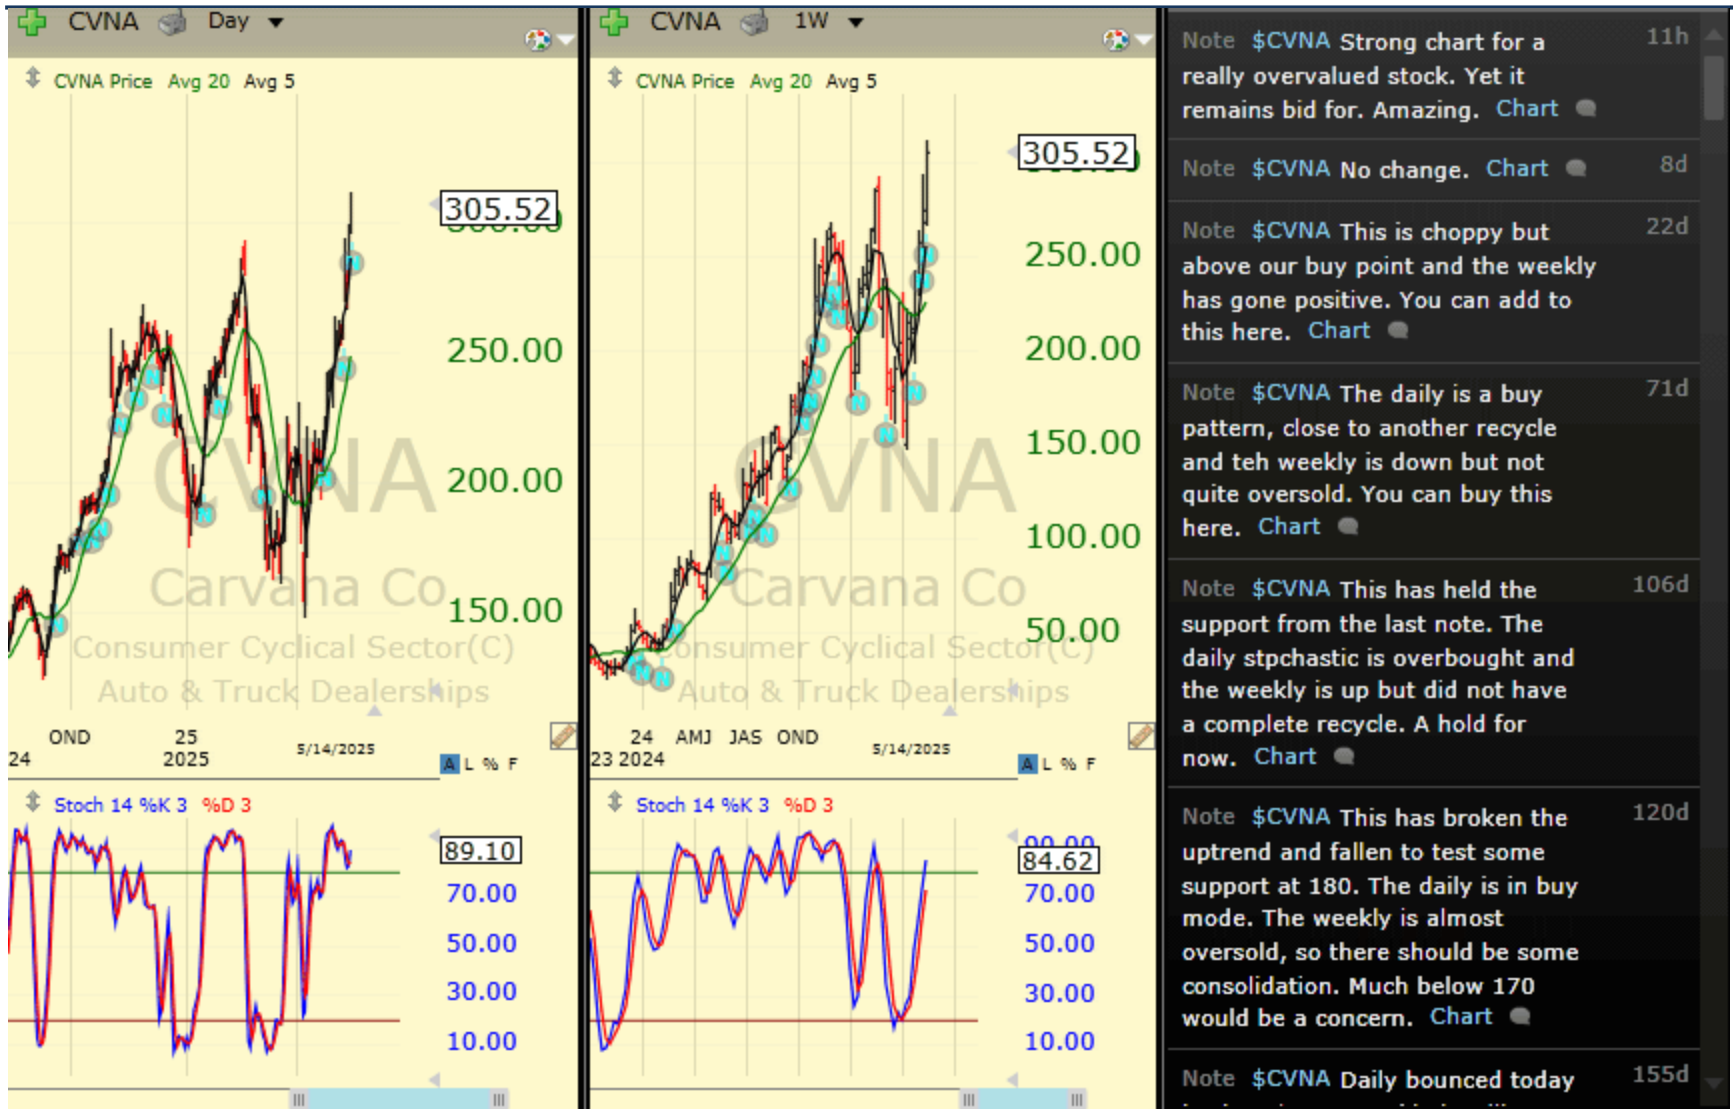 CVNA Day
CVNA Price Avg 20 Avg 5
305.52
250.00
200.00
150.00
CVNA
Carvana Co
Consumer Cyclical Sector(C)
Auto & Truck Dealerships
OND 25
24 2025 5/14/2025
A L % F
Stoch 14 %K 3 %D 3
89.10
70.00
50.00
30.00
10.00
CVNA 1W
CVNA Price Avg 20 Avg 5
305.52
250.00
200.00
150.00
100.00
50.00
CVNA
Carvana Co
Consumer Cyclical Sector(C)
Auto & Truck Dealerships
24 AMJ JAS OND
23 2024 5/14/2025
A L % F
Stoch 14 %K 3 %D 3
90.00
84.62
70.00
50.00
30.00
10.00
Note $CVNA Strong chart for a 11h
really overvalued stock. Yet it
remains bid for. Amazing. Chart
Note $CVNA No change. Chart 8d
Note $CVNA This is choppy but 22d
above our buy point and the weekly
has gone positive. You can add to
this here. Chart
Note $CVNA The daily is a buy 71d
pattern, close to another recycle
and teh weekly is down but not
quite oversold. You can buy this
here. Chart
Note $CVNA This has held the 106d
support from the last note. The
daily stpchastic is overbought and
the weekly is up but did not have
a complete recycle. A hold for
now. Chart
Note $CVNA This has broken the 120d
uptrend and fallen to test some
support at 180. The daily is in buy
mode. The weekly is almost
oversold, so there should be some
consolidation. Much below 170
would be a concern. Chart
Note $CVNA Daily bounced today 155d